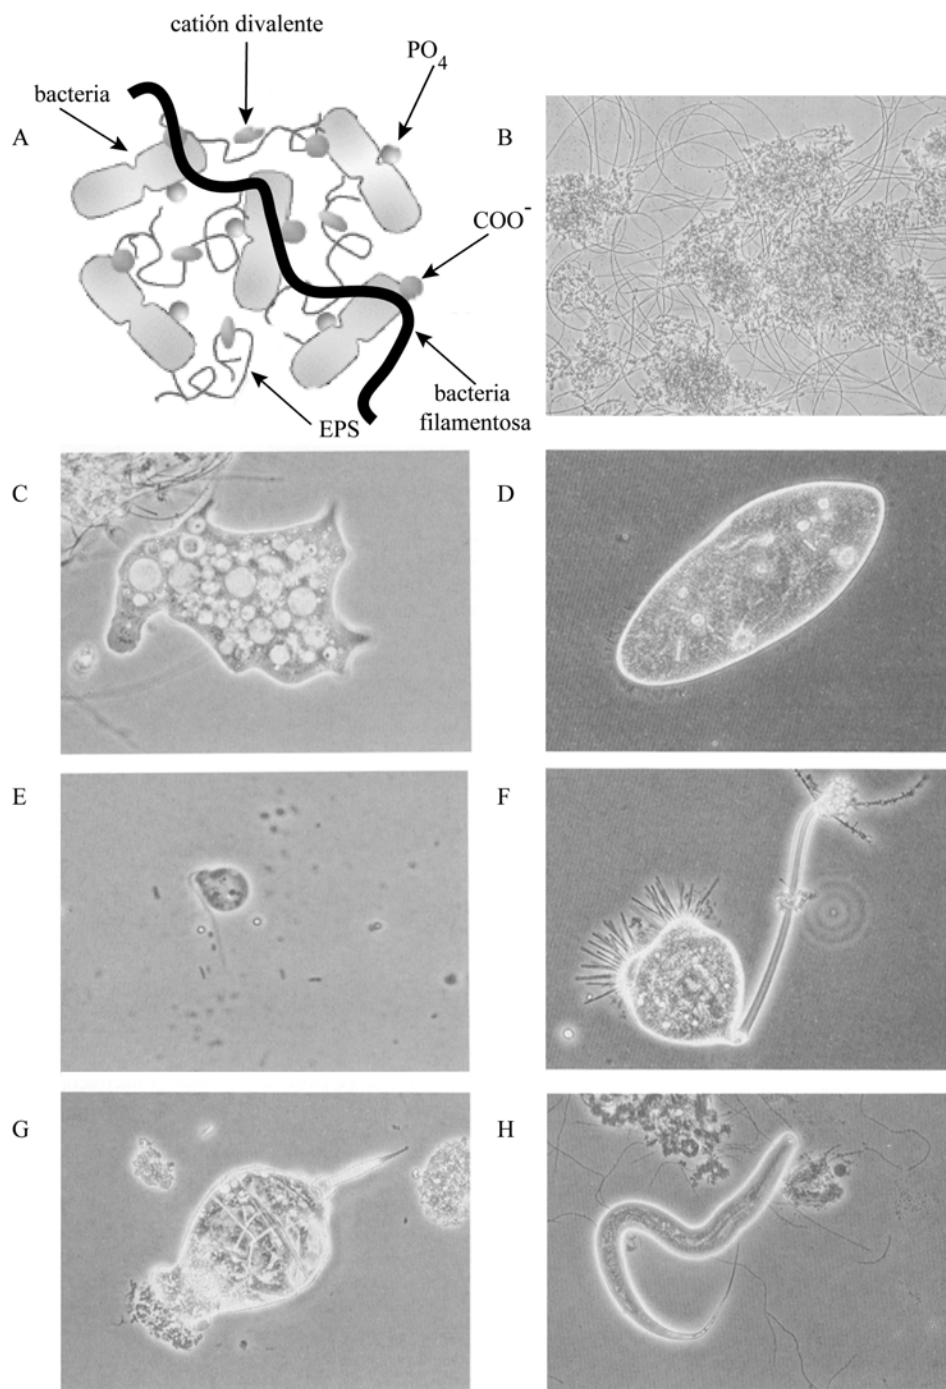 catión divalente
PO4
bacteria
A
B
COO⁻
bacteria
filamentosa
EPS
C
D
E
F
G
H